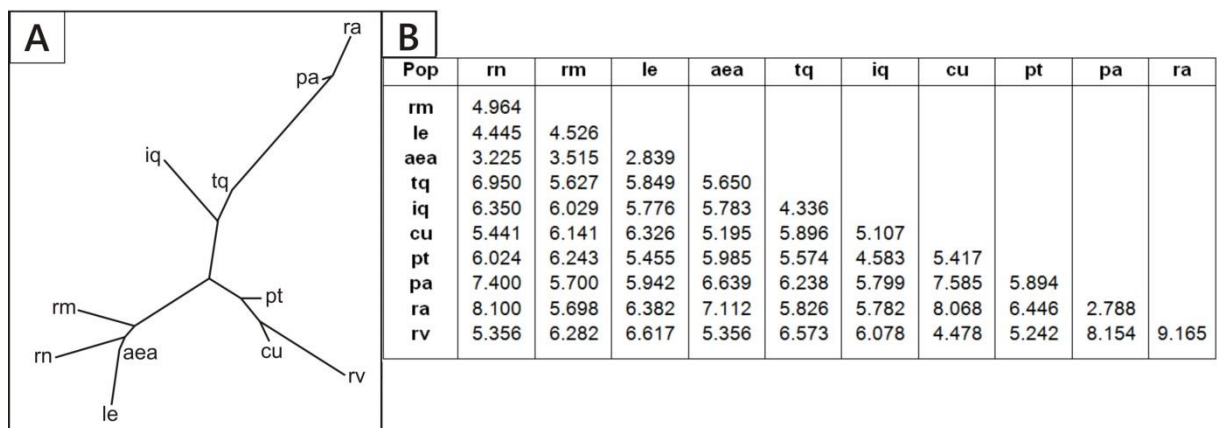 A
ra
pa
iq
tq
rm
pt
rn
aea
cu
rv
le
B
Pop rn rm le aea tq iq cu pt pa ra
rm 4.964
le 4.445 4.526
aea 3.225 3.515 2.839
tq 6.950 5.627 5.849 5.650
iq 6.350 6.029 5.776 5.783 4.336
cu 5.441 6.141 6.326 5.195 5.896 5.107
pt 6.024 6.243 5.455 5.985 5.574 4.583 5.417
pa 7.400 5.700 5.942 6.639 6.238 5.799 7.585 5.894
ra 8.100 5.698 6.382 7.112 5.826 5.782 8.068 6.446 2.788
rv 5.356 6.282 6.617 5.356 6.573 6.078 4.478 5.242 8.154 9.165